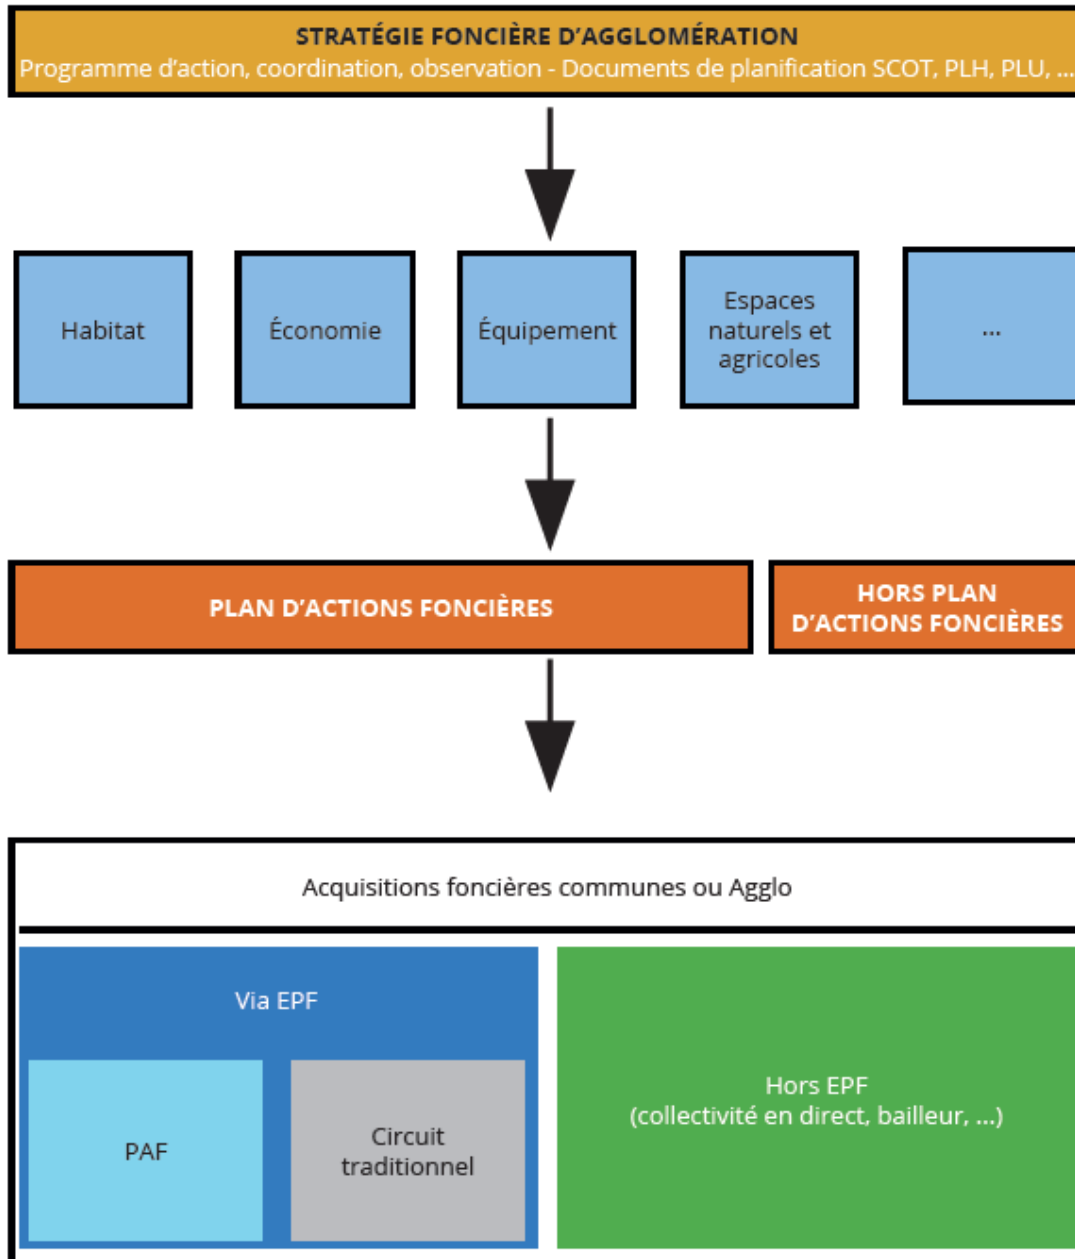 STRATÉGIE FONCIÈRE D’AGGLOMÉRATION
Programme d’action, coordination, observation - Documents de planification SCOT, PLH, PLU, ...
Habitat
Économie
Équipement
Espaces
naturels et
agricoles
...
PLAN D’ACTIONS FONCIÈRES
HORS PLAN
D’ACTIONS FONCIÈRES
Acquisitions foncières communes ou Agglo
Via EPF
PAF
Circuit
traditionnel
Hors EPF
(collectivité en direct, bailleur, ...)